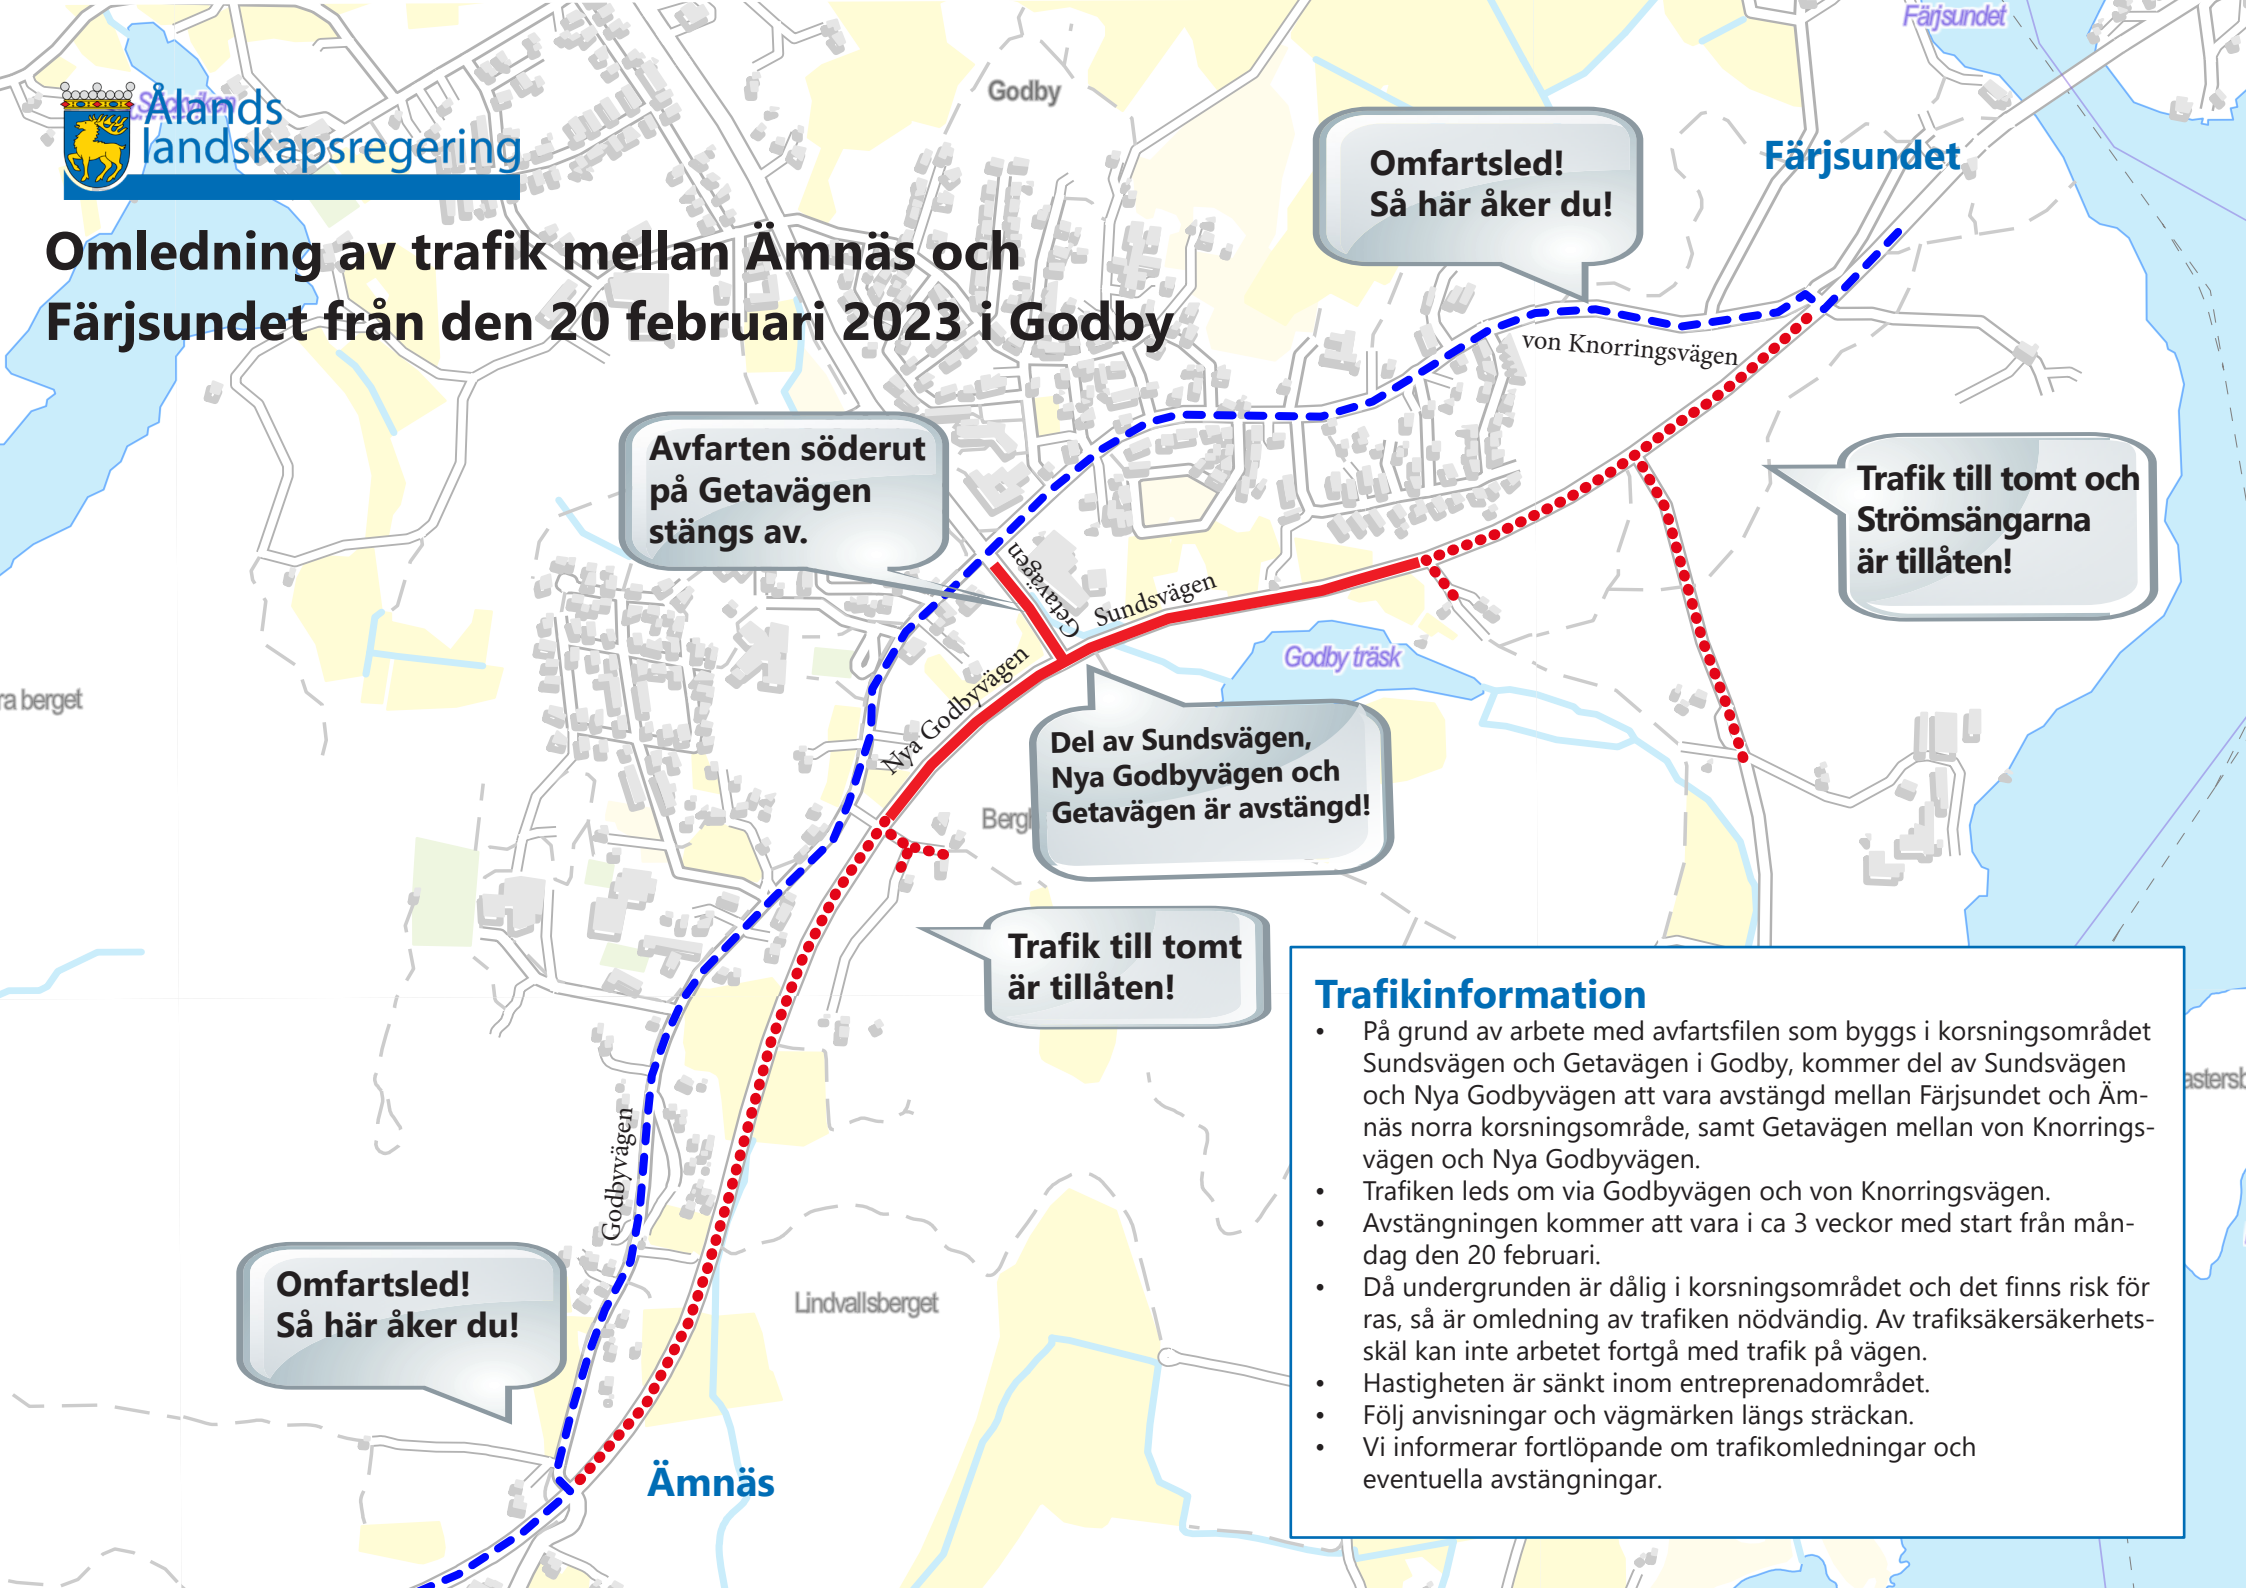 Färjsundet
Godby
Ålands
landskapsregering
Omledning av trafik mellan Ämnäs och
Färjsundet från den 20 februari 2023 i Godby
Omfartsled!
Så här åker du!
Färjsundet
von Knorringsvägen
Avfarten söderut
på Getavägen
stängs av.
Trafik till tomt och
Strömsängarna
är tillåten!
Getavägen
Sundsvägen
Godby träsk
Nya Godbyvägen
ra berget
Del av Sundsvägen,
Nya Godbyvägen och
Getavägen är avstängd!
Trafik till tomt
är tillåten!
Godbyvägen
Omfartsled!
Så här åker du!
Lindvallsberget
Ämnäs
Trafikinformation
• På grund av arbete med avfartsfilen som byggs i korsningsområdet
Sundsvägen och Getavägen i Godby, kommer del av Sundsvägen
och Nya Godbyvägen att vara avstängd mellan Färjsundet och Äm-
näs norra korsningsområde, samt Getavägen mellan von Knorrings-
vägen och Nya Godbyvägen.
• Trafiken leds om via Godbyvägen och von Knorringsvägen.
• Avstängningen kommer att vara i ca 3 veckor med start från mån-
dag den 20 februari.
• Då undergrunden är dålig i korsningsområdet och det finns risk för
ras, så är omledning av trafiken nödvändig. Av trafiksäkersäkerhets-
skäl kan inte arbetet fortgå med trafik på vägen.
• Hastigheten är sänkt inom entreprenadområdet.
• Följ anvisningar och vägmärken längs sträckan.
• Vi informerar fortlöpande om trafikomledningar och
eventuella avstängningar.